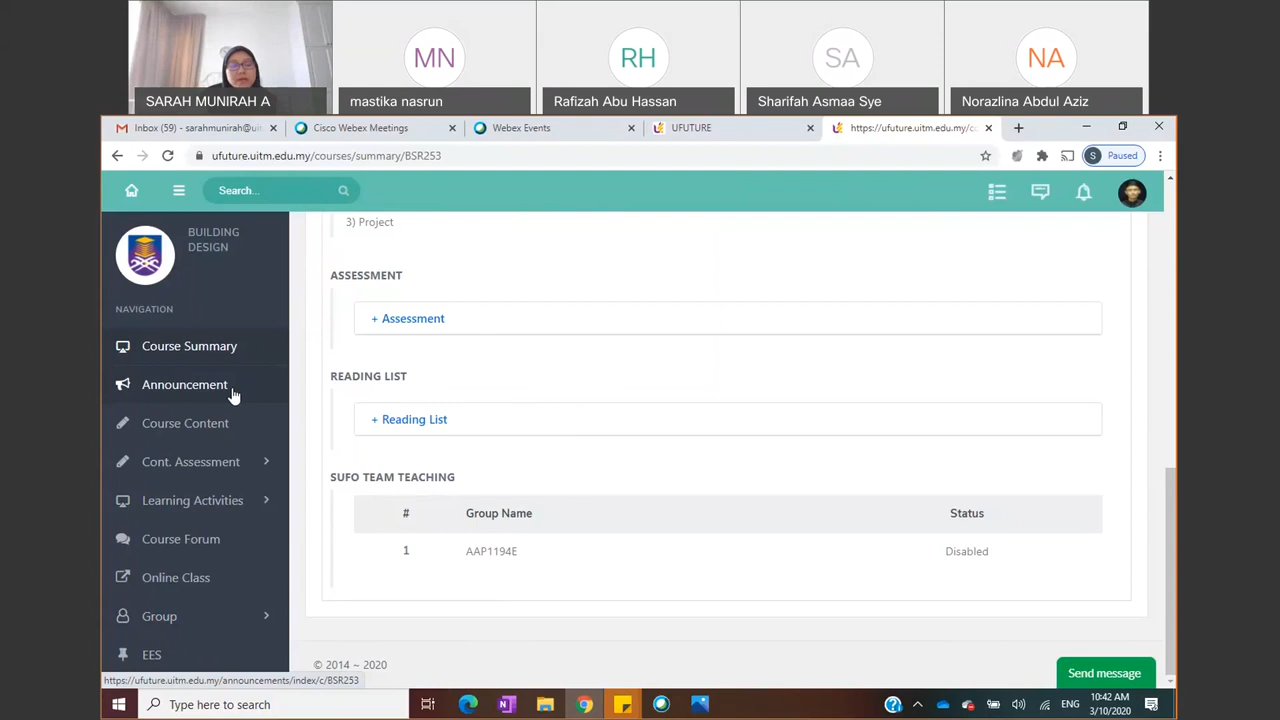 MN
RH
SA
NA
SARAH MUNIRAH A
mastika nasrun
Rafizah Abu Hassan
Sharifah Asmaa Sye
Norazlina Abdul Aziz
Inbox (59) - sarahmunirah@ui
Cisco Webex Meetings
Webex Events
UFUTURE
https://ufuture.uitm.edu.my/co
ufuture.uitm.edu.my/courses/summary/BSR253
S Paused
Search...
BUILDING
DESIGN
NAVIGATION
Course Summary
Announcement
Course Content
Cont. Assessment
Learning Activities
Course Forum
Online Class
Group
EES
3) Project
ASSESSMENT
+ Assessment
READING LIST
+ Reading List
SUFO TEAM TEACHING
# Group Name Status
1 AAP1194E Disabled
© 2014 ~ 2020
Send message
https://ufuture.uitm.edu.my/announcements/index/c/BSR253
Type here to search
ENG
10:42 AM
3/10/2020